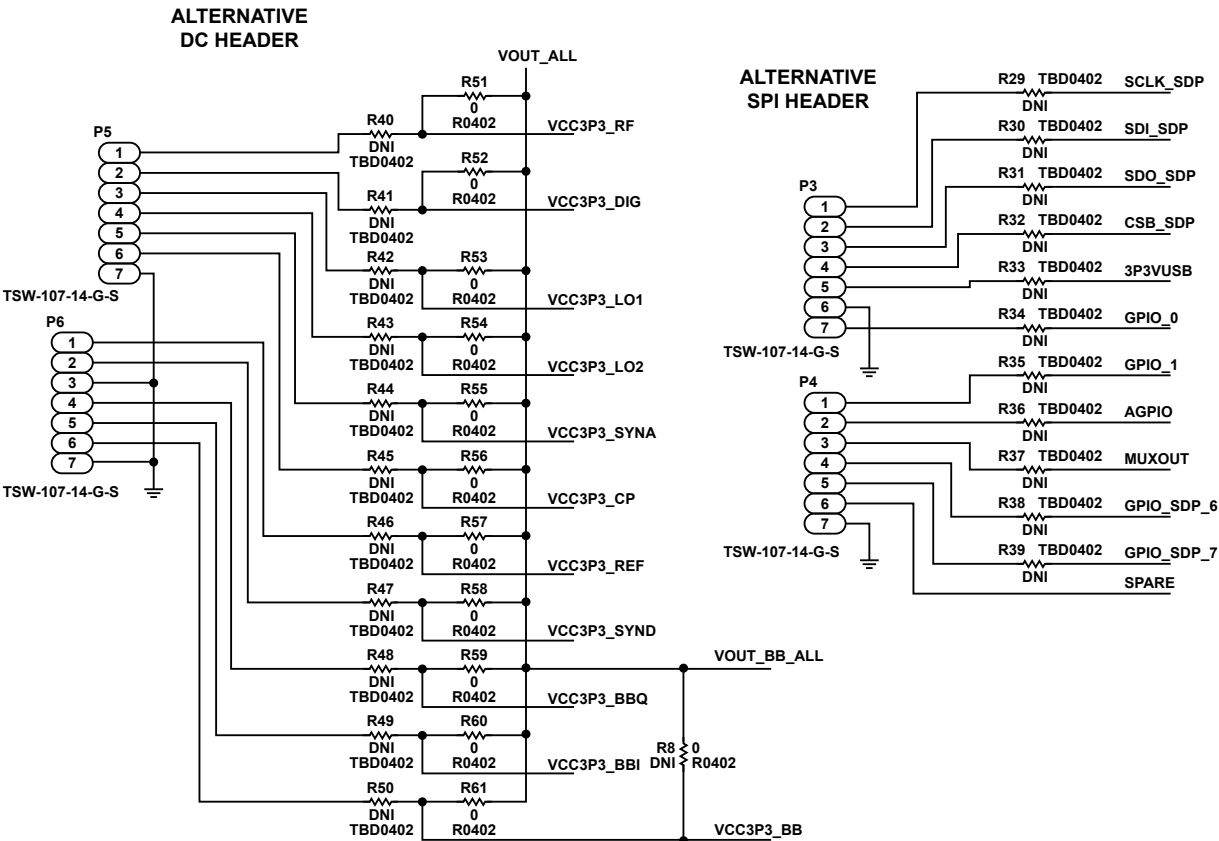 ALTERNATIVE
DC HEADER
VOUT_ALL
P5
1
2
3
4
5
6
7
TSW-107-14-G-S
P6
1
2
3
4
5
6
7
TSW-107-14-G-S
R40
DNI
TBD0402
R51
0
R0402
VCC3P3_RF
R41
DNI
TBD0402
R52
0
R0402
VCC3P3_DIG
R42
DNI
TBD0402
R53
0
R0402
VCC3P3_LO1
R43
DNI
TBD0402
R54
0
R0402
VCC3P3_LO2
R44
DNI
TBD0402
R55
0
R0402
VCC3P3_SYNA
R45
DNI
TBD0402
R56
0
R0402
VCC3P3_CP
R46
DNI
TBD0402
R57
0
R0402
VCC3P3_REF
R47
DNI
TBD0402
R58
0
R0402
VCC3P3_SYND
R48
DNI
TBD0402
R59
0
R0402
VCC3P3_BBQ
R49
DNI
TBD0402
R60
0
R0402
VCC3P3_BBI
R50
DNI
TBD0402
R61
0
R0402
VOUT_BB_ALL
R8 0
DNI R0402
VCC3P3_BB
ALTERNATIVE
SPI HEADER
P3
1
2
3
4
5
6
7
TSW-107-14-G-S
P4
1
2
3
4
5
6
7
TSW-107-14-G-S
R29 TBD0402 SCLK_SDP
DNI
R30 TBD0402 SDI_SDP
DNI
R31 TBD0402 SDO_SDP
DNI
R32 TBD0402 CSB_SDP
DNI
R33 TBD0402 3P3VUSB
DNI
R34 TBD0402 GPIO_0
DNI
R35 TBD0402 GPIO_1
DNI
R36 TBD0402 AGPIO
DNI
R37 TBD0402 MUXOUT
DNI
R38 TBD0402 GPIO_SDP_6
DNI
R39 TBD0402 GPIO_SDP_7
DNI
SPARE